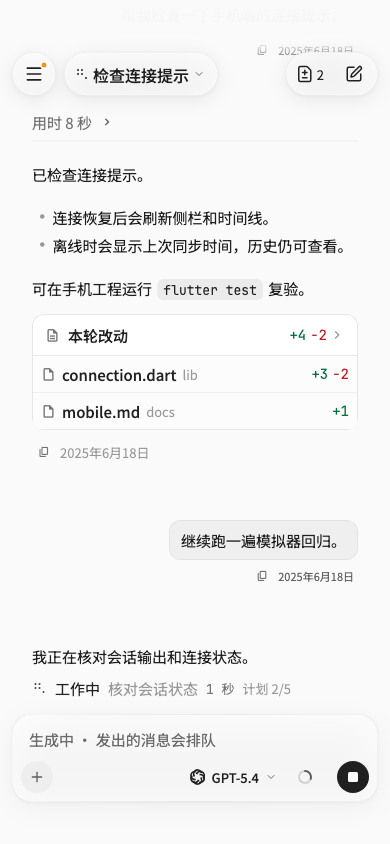 2025年6月18日
检查连接提示
2
用时 8 秒
已检查连接提示。
连接恢复后会刷新侧栏和时间线。
离线时会显示上次同步时间，历史仍可查看。
可在手机工程运行 flutter test 复验。
本轮改动 +4 -2
connection.dart lib +3 -2
mobile.md docs +1
2025年6月18日
继续跑一遍模拟器回归。
2025年6月18日
我正在核对会话输出和连接状态。
工作中 核对会话状态 1 秒 计划 2/5
生成中 • 发出的消息会排队
GPT-5.4